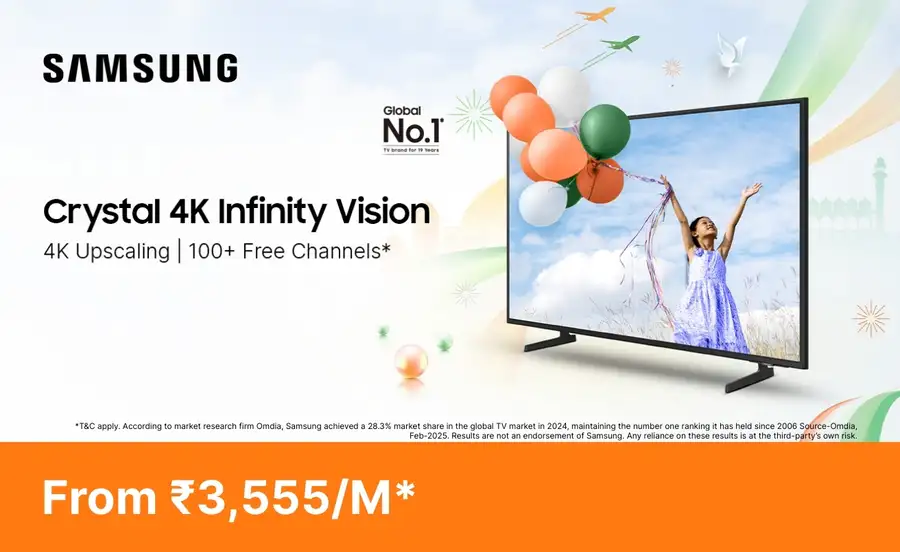 SAMSUNG
Global
No.1*
TV brand for 19 Years
Crystal 4K Infinity Vision
4K Upscaling | 100+ Free Channels*
*T&C apply. According to market research firm Omdia, Samsung achieved a 28.3% market share in the global TV market in 2024, maintaining the number one ranking it has held since 2006 Source-Omdia,
Feb-2025. Results are not an endorsement of Samsung. Any reliance on these results is at the third-party's own risk.
From ₹3,555/M*